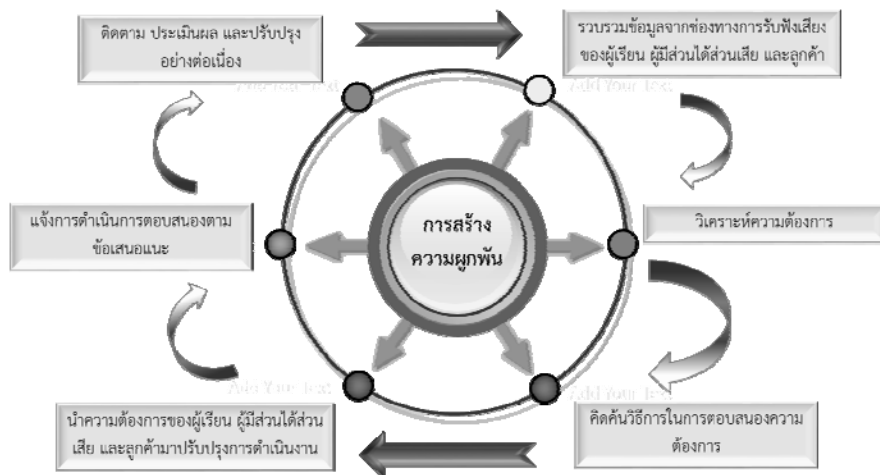 ติดตาม ประเมินผล และปรับปรุง
อย่างต่อเนื่อง
รวบรวมข้อมูลจากช่องทางการรับฟังเสียง
ของผู้เรียน ผู้มีส่วนได้ส่วนเสีย และลูกค้า
Add Your Text
Add Your Text
แจ้งการดำเนินการตอบสนองตาม
ข้อเสนอแนะ
การสร้าง
ความผูกพัน
วิเคราะห์ความต้องการ
Add Your Text
Add Your Text
นำความต้องการของผู้เรียน ผู้มีส่วนได้ส่วน
เสีย และลูกค้ามาปรับปรุงการดำเนินงาน
คิดค้นวิธีการในการตอบสนองความ
ต้องการ